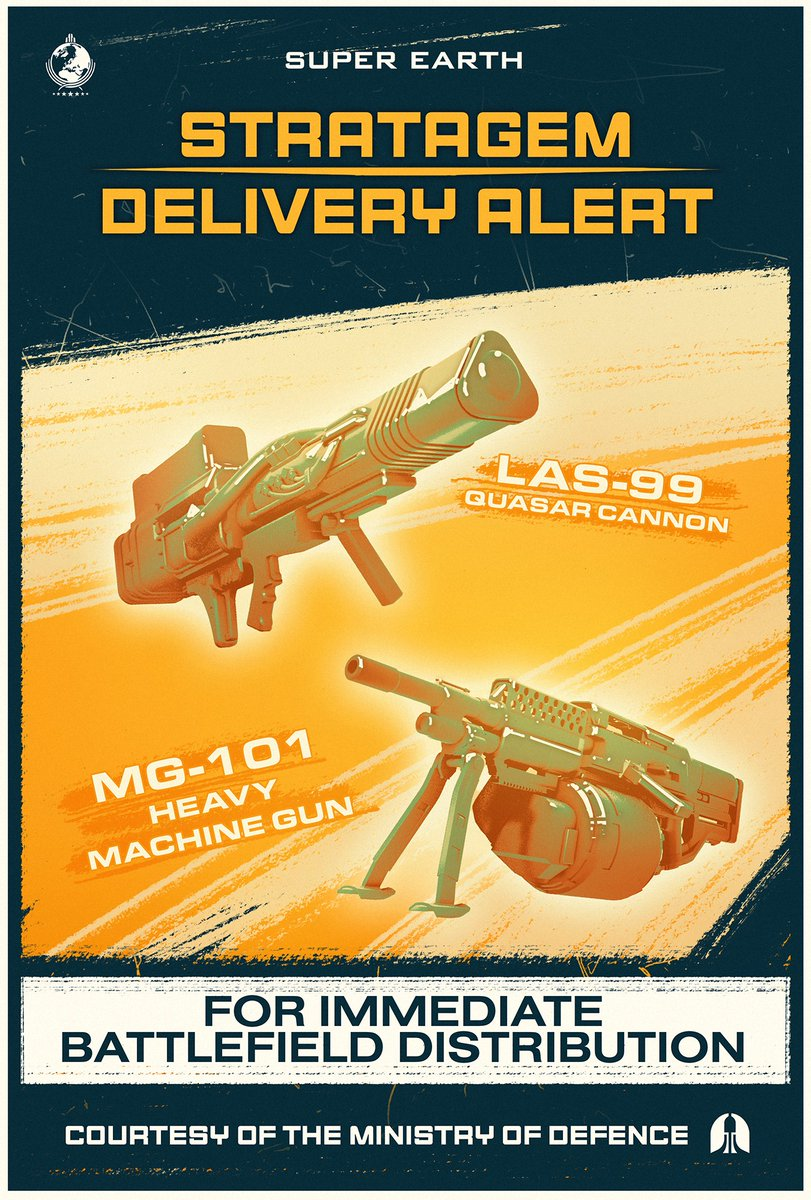 SUPER EARTH
STRATAGEM
DELIVERY ALERT
LAS-99
QUASAR CANNON
MG-101
HEAVY
MACHINE GUN
FOR IMMEDIATE
BATTLEFIELD DISTRIBUTION
COURTESY OF THE MINISTRY OF DEFENCE